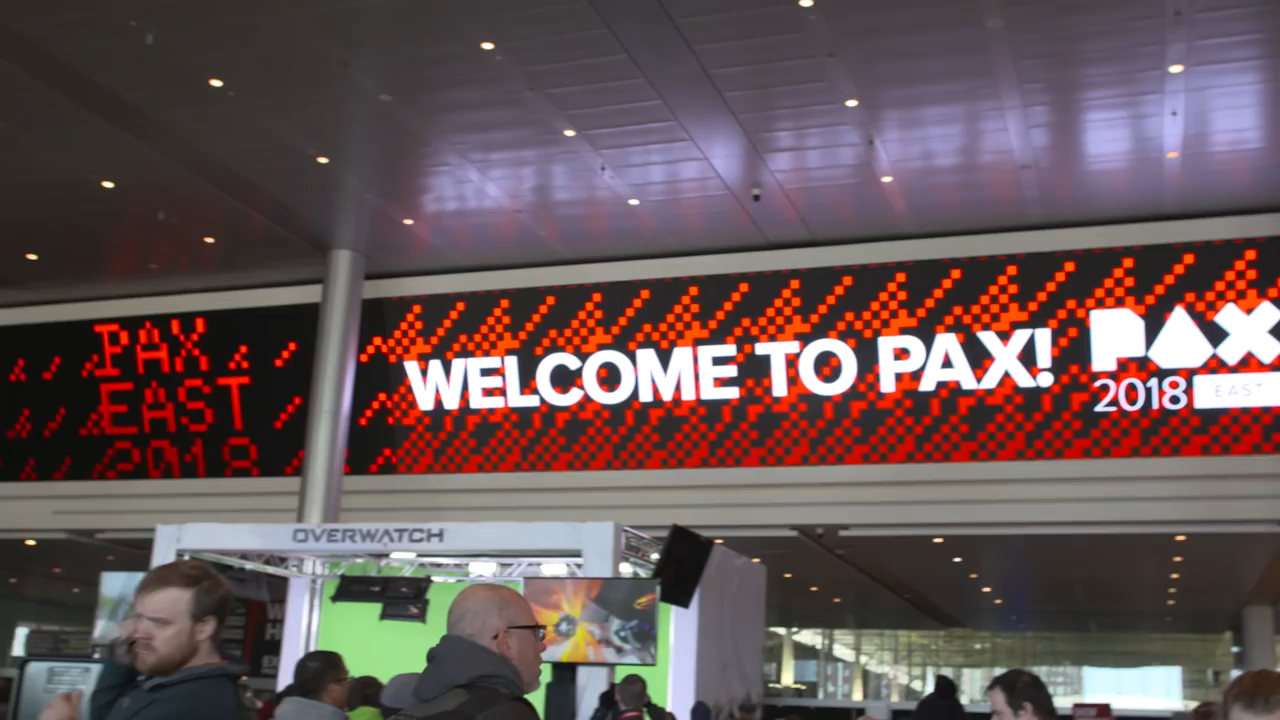 PAX
EAST
2018
WELCOME TO PAX!
PAX
2018 EAST
OVERWATCH